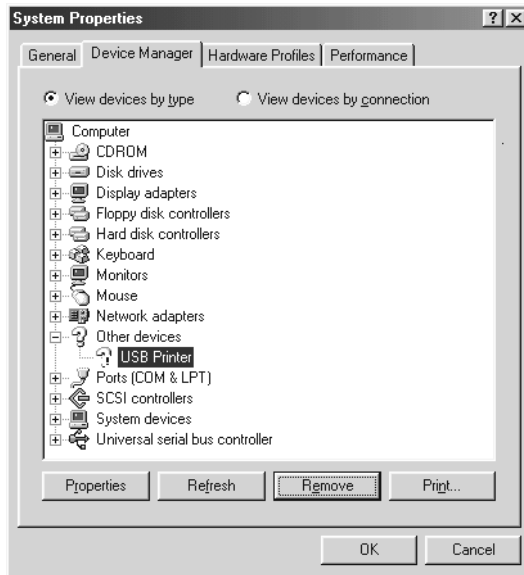 System Properties
General Device Manager Hardware Profiles Performance
View devices by type View devices by connection
Computer
CDROM
Disk drives
Display adapters
Floppy disk controllers
Hard disk controllers
Keyboard
Monitors
Mouse
Network adapters
Other devices
USB Printer
Ports (COM & LPT)
SCSI controllers
System devices
Universal serial bus controller
Properties Refresh Remove Print...
OK Cancel